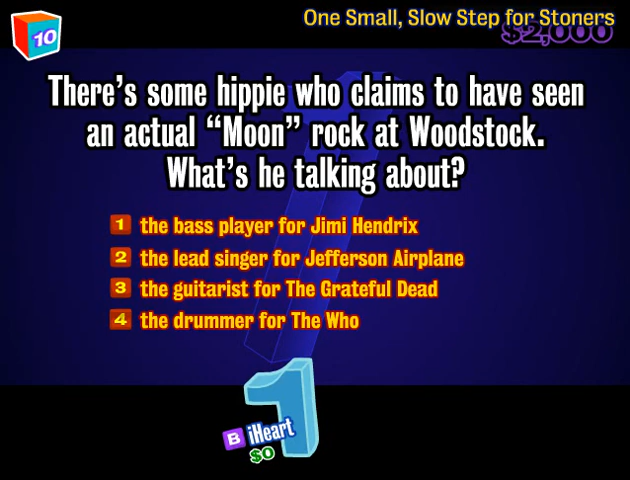 One Small, Slow Step for Stoners
10
$2,000
There's some hippie who claims to have seen
an actual “Moon” rock at Woodstock.
What's he talking about?
1 the bass player for Jimi Hendrix
2 the lead singer for Jefferson Airplane
3 the guitarist for The Grateful Dead
4 the drummer for The Who
1
B iHeart
$0